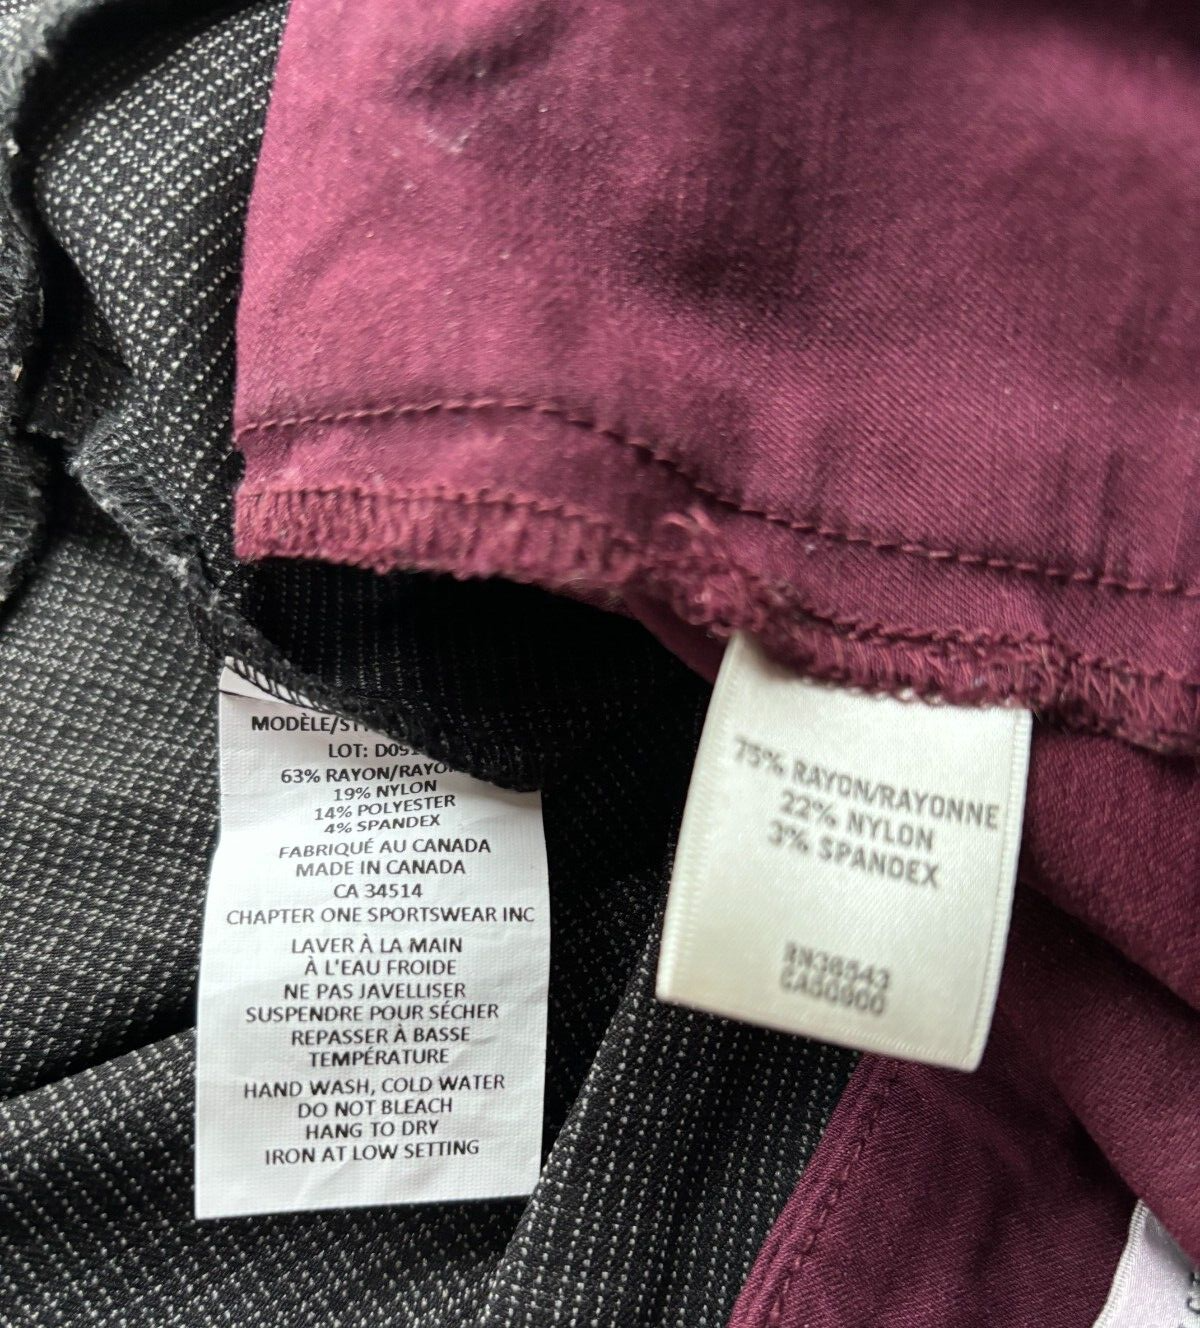 MODÈLE/ST
LOT: D091
63% RAYON/RAYO
19% NYLON
14% POLYESTER
4% SPANDEX
FABRIQUÉ AU CANADA
MADE IN CANADA
CA 34514
CHAPTER ONE SPORTSWEAR INC
LAVER À LA MAIN
À L'EAU FROIDE
NE PAS JAVELLISER
SUSPENDRE POUR SÉCHER
REPASSER À BASSE
TEMPÉRATURE
HAND WASH, COLD WATER
DO NOT BLEACH
HANG TO DRY
IRON AT LOW SETTING
75% RAYON/RAYONNE
22% NYLON
3% SPANDEX
RN36543
CA50900